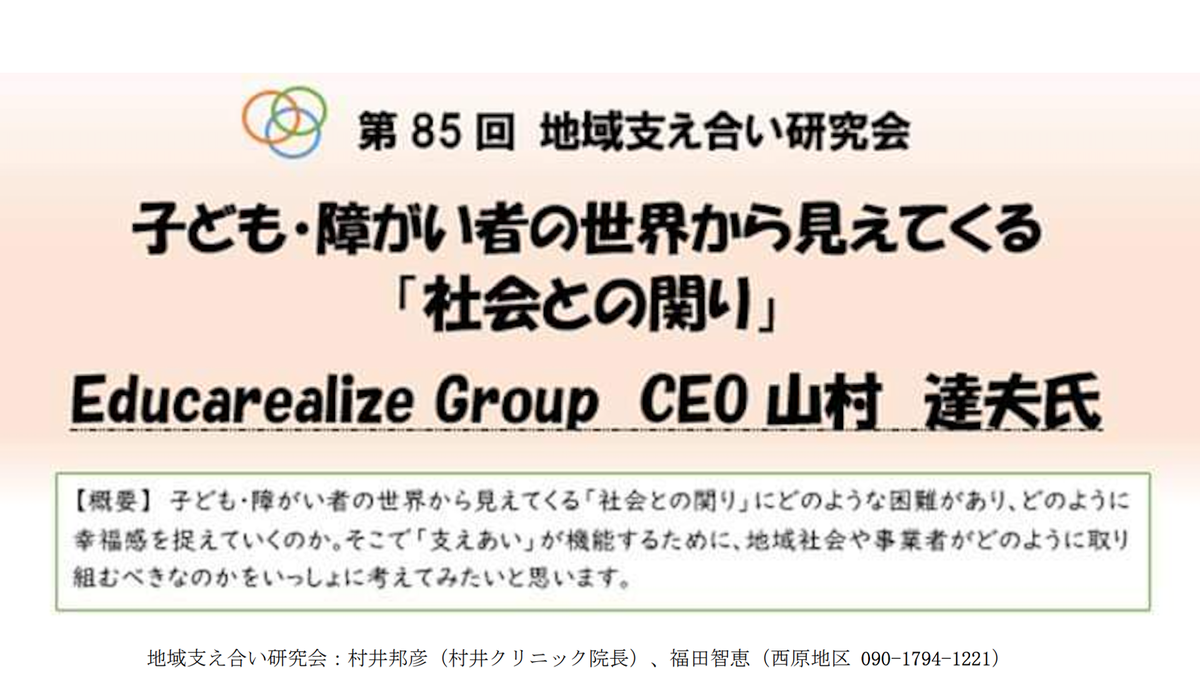 第85回 地域支え合い研究会
子ども・障がい者の世界から見えてくる
「社会との関り」
Educarealize Group CEO山村 達夫氏
【概要】 子ども・障がい者の世界から見えてくる「社会との関り」にどのような困難があり、どのように
幸福感を捉えていくのか。そこで「支えあい」が機能するために、地域社会や事業者がどのように取り
組むべきなのかをいっしょに考えてみたいと思います。
地域支え合い研究会：村井邦彦（村井クリニック院長）、福田智恵（西原地区 090-1794-1221）